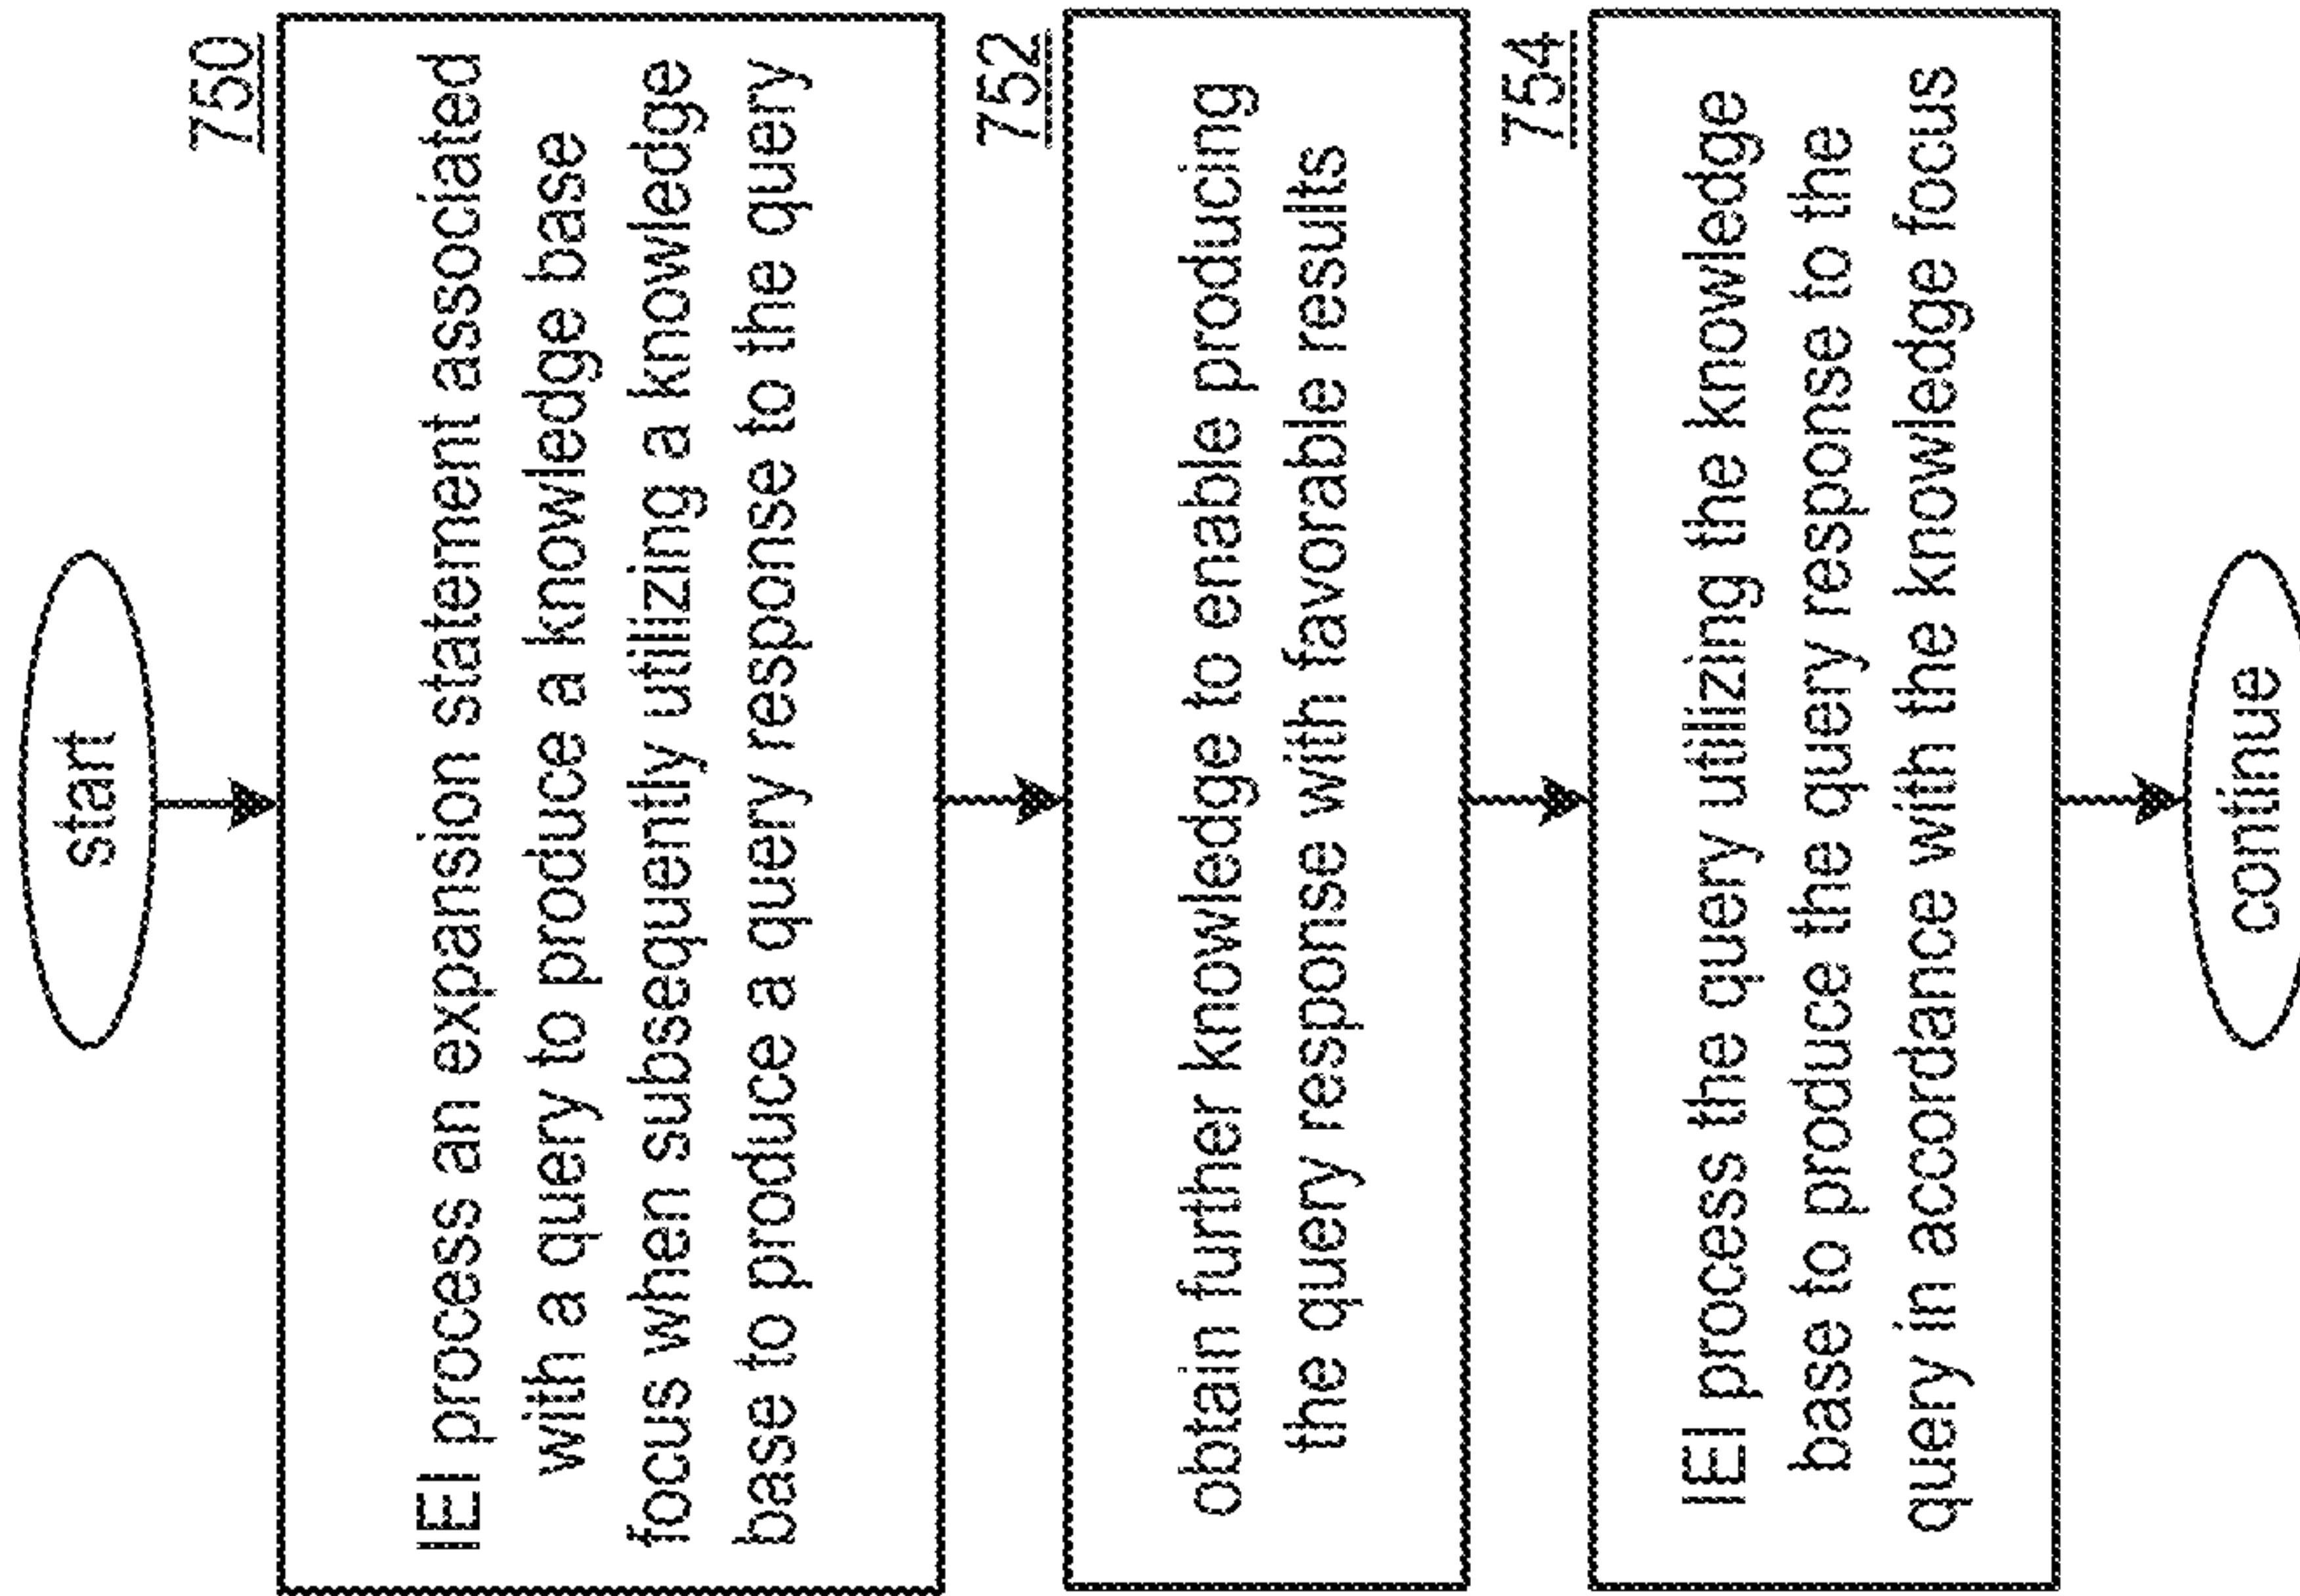 start
750
IEI process an expansion statement associated
with a query to produce a knowledge base
focus when subsequently utilizing a knowledge
base to produce a query response to the query
752
obtain further knowledge to enable producing
the query response with favorable results
754
IEI process the query utilizing the knowledge
base to produce the query response to the
query in accordance with the knowledge focus
continue